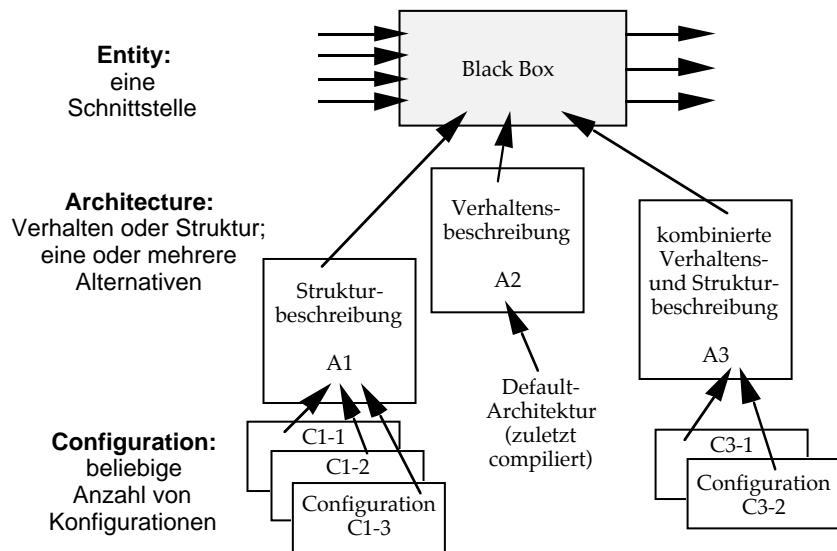 Entity:
eine
Schnittstelle
Black Box
Architecture:
Verhalten oder Struktur;
eine oder mehrere
Alternativen
Struktur-
beschreibung
A1
Verhaltens-
beschreibung
A2
kombinierte
Verhaltens-
und Struktur-
beschreibung
A3
Default-
Architektur
(zuletzt
compiliert)
Configuration:
beliebige
Anzahl von
Konfigurationen
C1-1
C1-2
Configuration
C1-3
C3-1
Configuration
C3-2